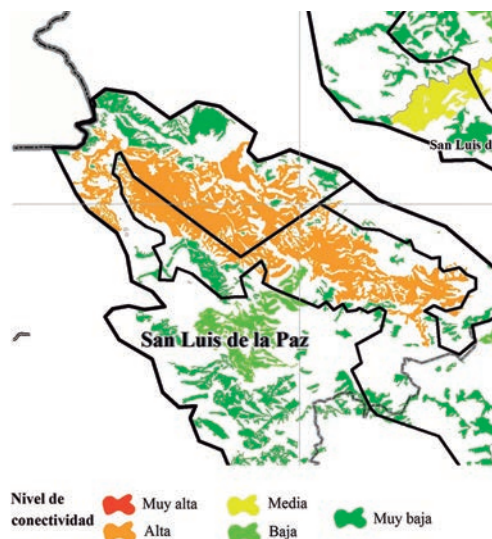 San Luis d
San Luis de la Paz
Nivel de
conectividad
Muy alta
Media
Muy baja
Alta
Baja